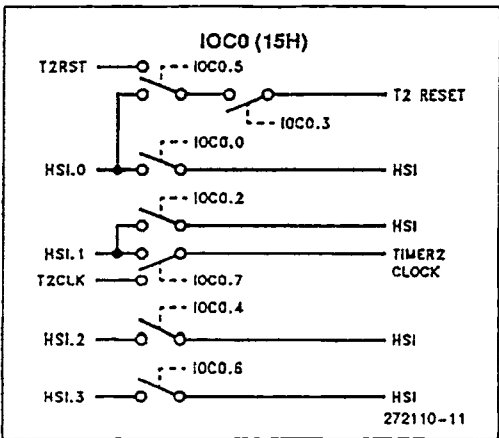 IOC0 (15H)
T2RST
IOC0.5
T2 RESET
IOC0.3
IOC0.0
HSI.0
HSI
IOC0.2
HSI
HSI.1
TIMER2
CLOCK
T2CLK
IOC0.7
IOC0.4
HSI.2
HSI
IOC0.6
HSI.3
HSI
272110-11